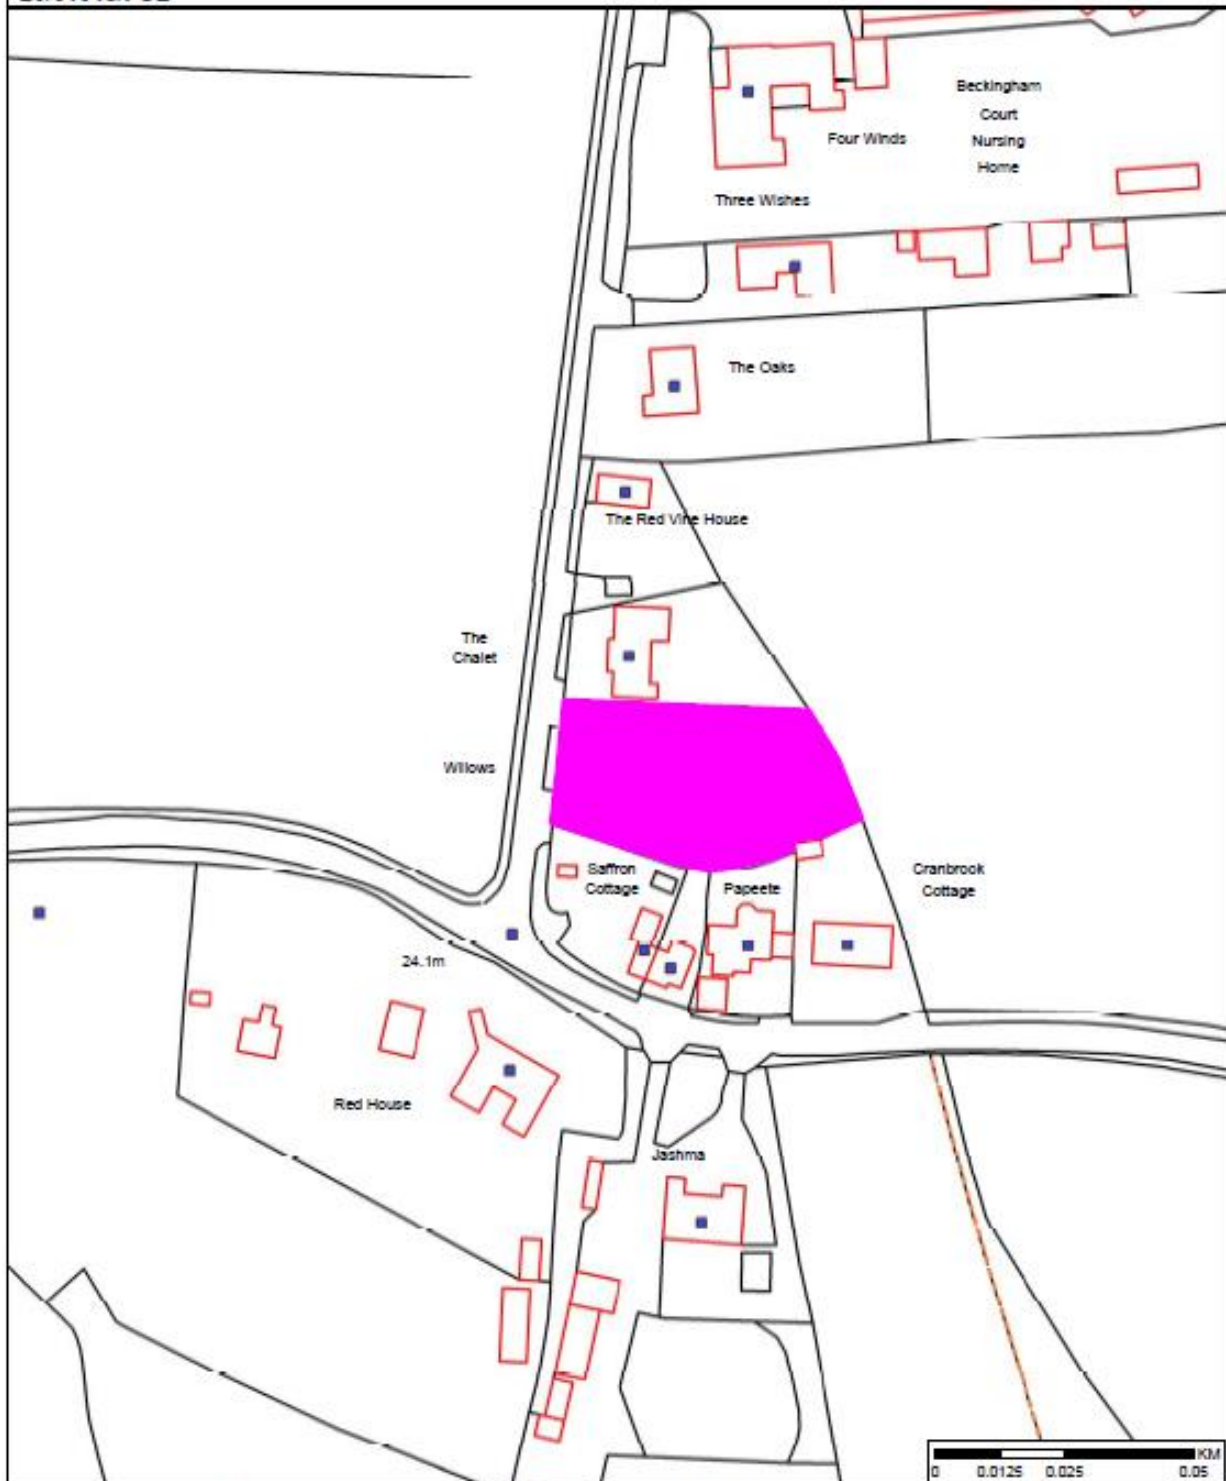 Beckingham
Court
Nursing
Home
Four Winds
Three Wishes
The Oaks
The Red Vine House
The
Chalet
Willows
Saffron
Cottage
Papeete
Cranbrook
Cottage
24.1m
Red House
Jashma
KM
0 0.0125 0.025 0.05